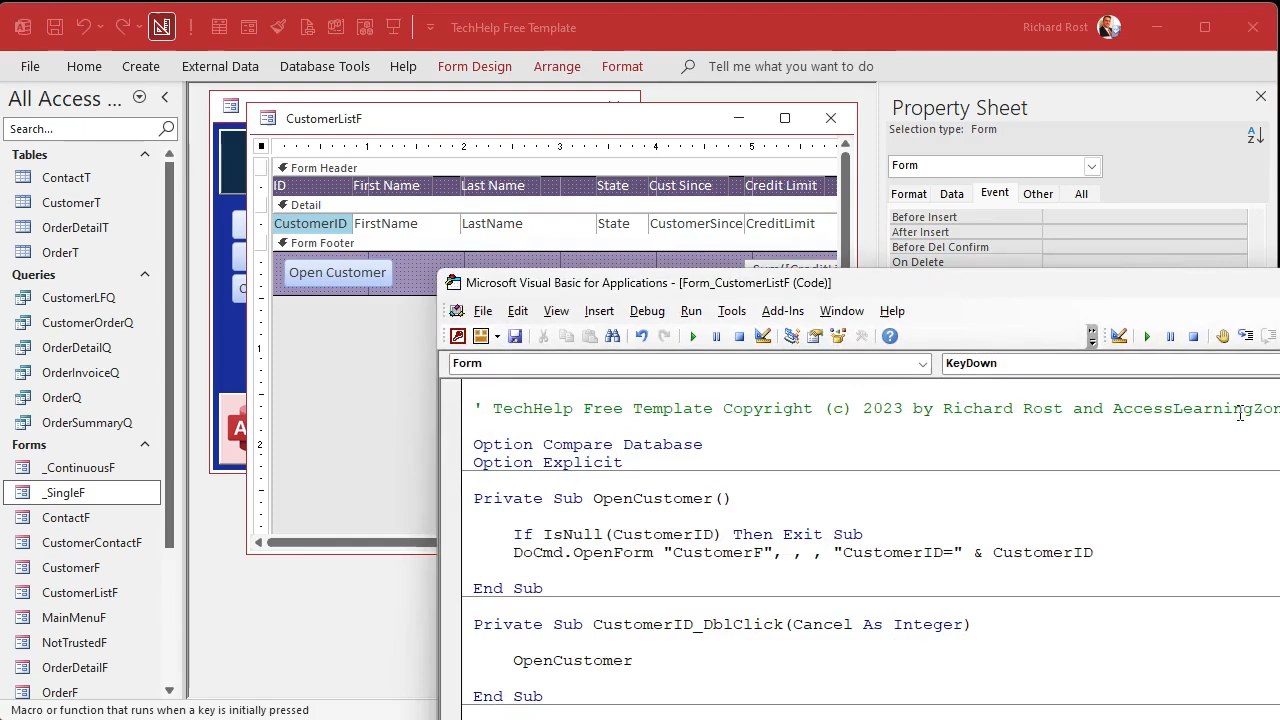 TechHelp Free Template
Richard Rost
File Home Create External Data Database Tools Help Form Design Arrange Format Tell me what you want to do
All Access ...
Search...
Tables
ContactT
CustomerT
OrderDetailT
OrderT
Queries
CustomerLFQ
CustomerOrderQ
OrderDetailQ
OrderInvoiceQ
OrderQ
OrderSummaryQ
Forms
_ContinuousF
_SingleF
ContactF
CustomerContactF
CustomerF
CustomerListF
MainMenuF
NotTrustedF
OrderDetailF
OrderF
Macro or function that runs when a key is initially pressed
CustomerListF
1 2 3 4 5
Form Header
ID First Name Last Name State Cust Since Credit Limit
Detail
CustomerID FirstName LastName State CustomerSince CreditLimit
Form Footer
Open Customer
1
2
Property Sheet
Selection type: Form
Form
Format Data Event Other All
Before Insert
After Insert
Before Del Confirm
On Delete
Microsoft Visual Basic for Applications - [Form_CustomerListF (Code)]
File Edit View Insert Debug Run Tools Add-Ins Window Help
Form KeyDown
' TechHelp Free Template Copyright (c) 2023 by Richard Rost and AccessLearningZon
Option Compare Database
Option Explicit
Private Sub OpenCustomer()
If IsNull(CustomerID) Then Exit Sub
DoCmd.OpenForm "CustomerF", , , "CustomerID=" & CustomerID
End Sub
Private Sub CustomerID_DblClick(Cancel As Integer)
OpenCustomer
End Sub